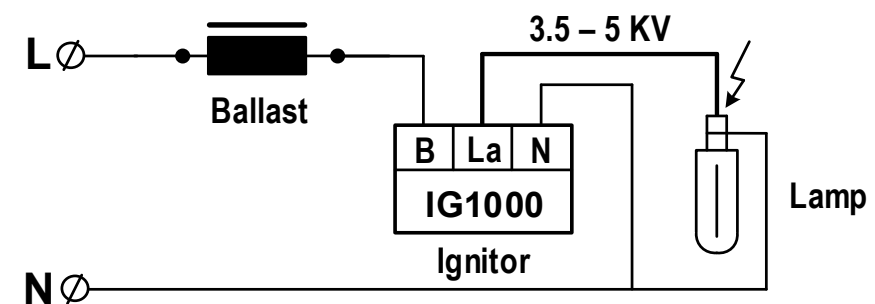 3.5 – 5 KV
L
Ballast
B La N
IG1000
Ignitor
Lamp
N